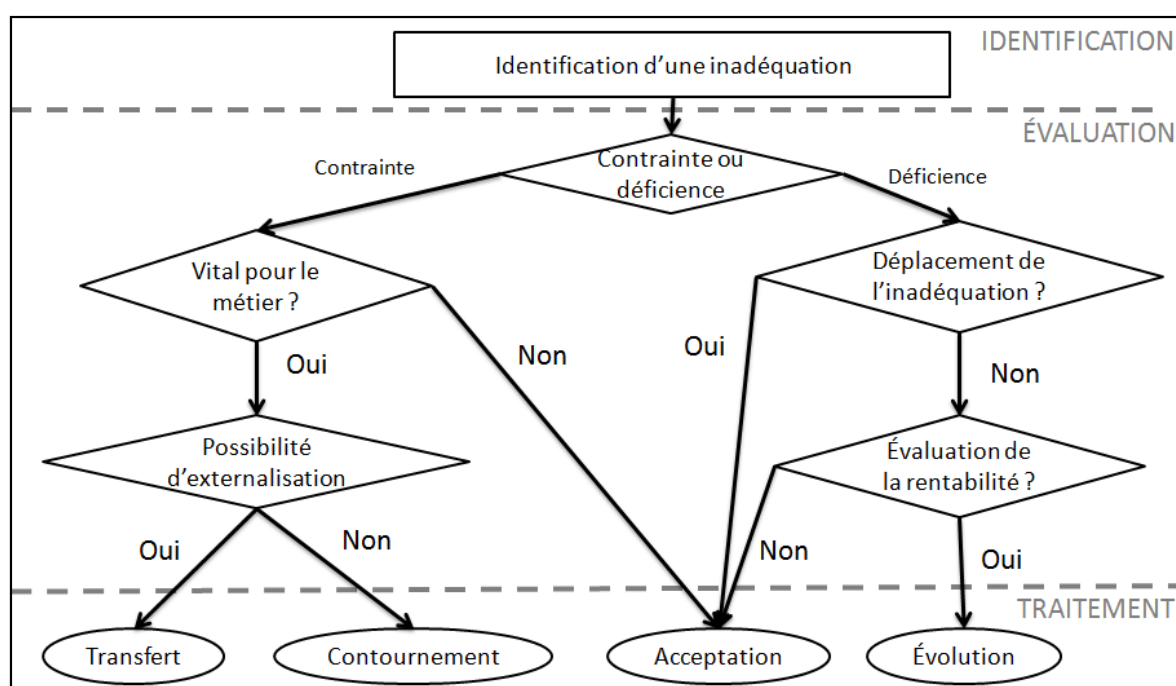 IDENTIFICATION
Identification d'une inadéquation
ÉVALUATION
Contrainte ou
déficience
Contrainte
Déficience
Vital pour le
métier ?
Déplacement de
l'inadéquation ?
Non
Oui
Oui
Non
Possibilité
d'externalisation
Évaluation de
la rentabilité ?
Oui
Non
Non
Oui
TRAITEMENT
Transfert
Contournement
Acceptation
Évolution